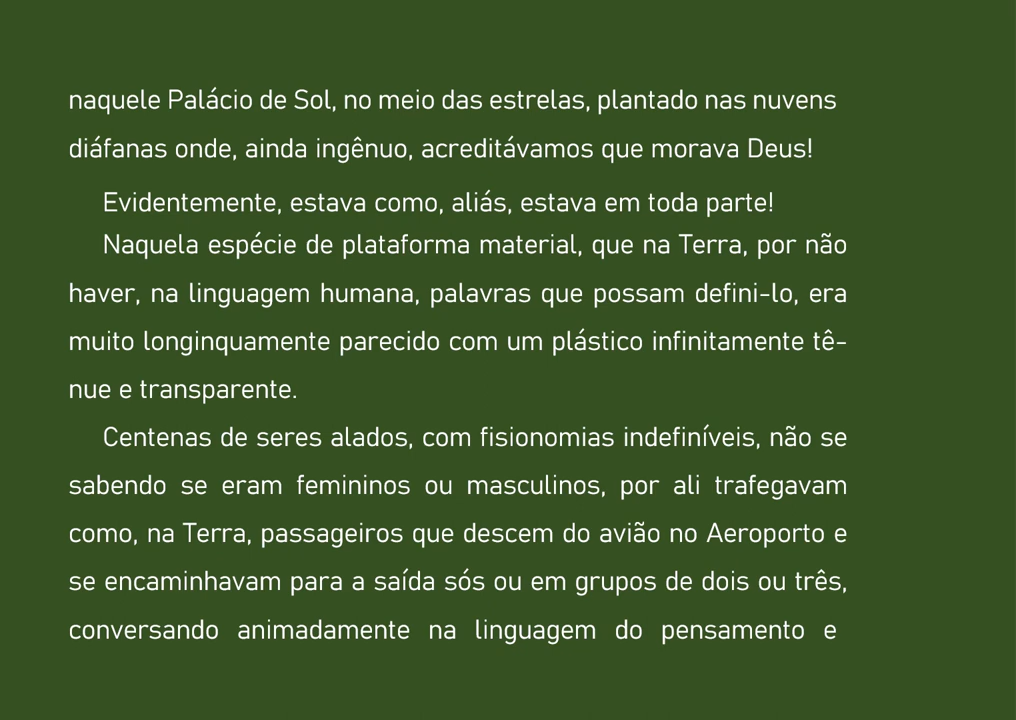 naquele Palácio de Sol, no meio das estrelas, plantado nas nuvens
diáfanas onde, ainda ingênuo, acreditávamos que morava Deus!
Evidentemente, estava como, aliás, estava em toda parte!
Naquela espécie de plataforma material, que na Terra, por não
haver, na linguagem humana, palavras que possam defini-lo, era
muito longinquamente parecido com um plástico infinitamente tê-
nue e transparente.
Centenas de seres alados, com fisionomias indefiníveis, não se
sabendo se eram femininos ou masculinos, por ali trafegavam
como, na Terra, passageiros que descem do avião no Aeroporto e
se encaminhavam para a saída sós ou em grupos de dois ou três,
conversando animadamente na linguagem do pensamento e